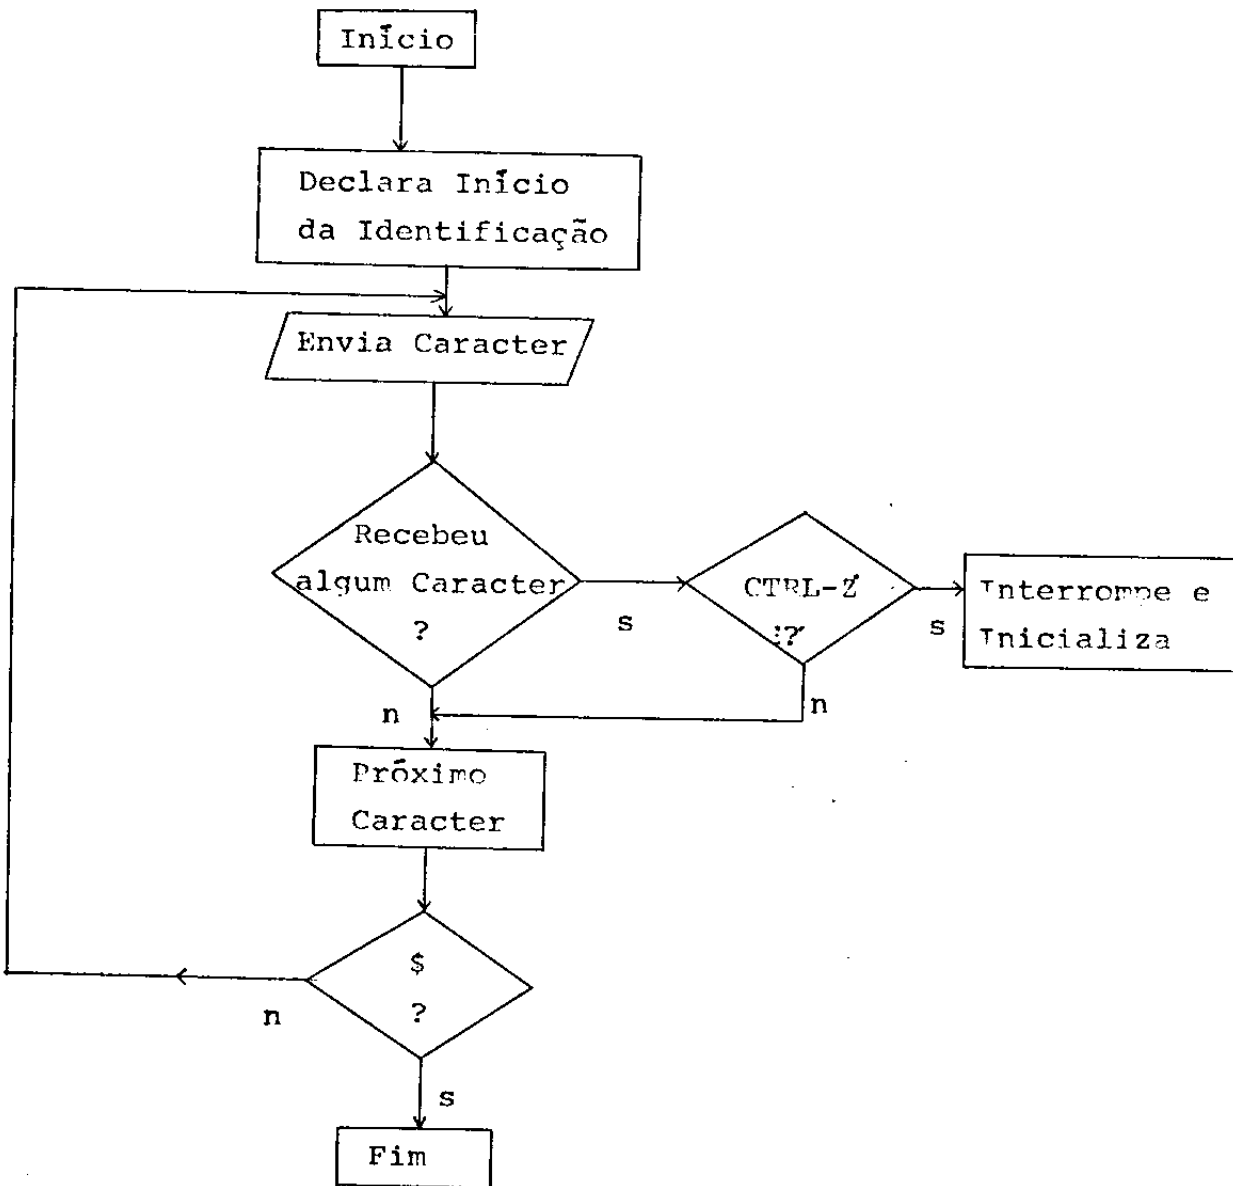 Início
Declara Início
da Identificação
Envia Caracter
Recebeu
algum Caracter
?
s
CTRL-Z
?
s
Interrompe e
Inicializa
n
n
Próximo
Caracter
$
?
n
s
Fim